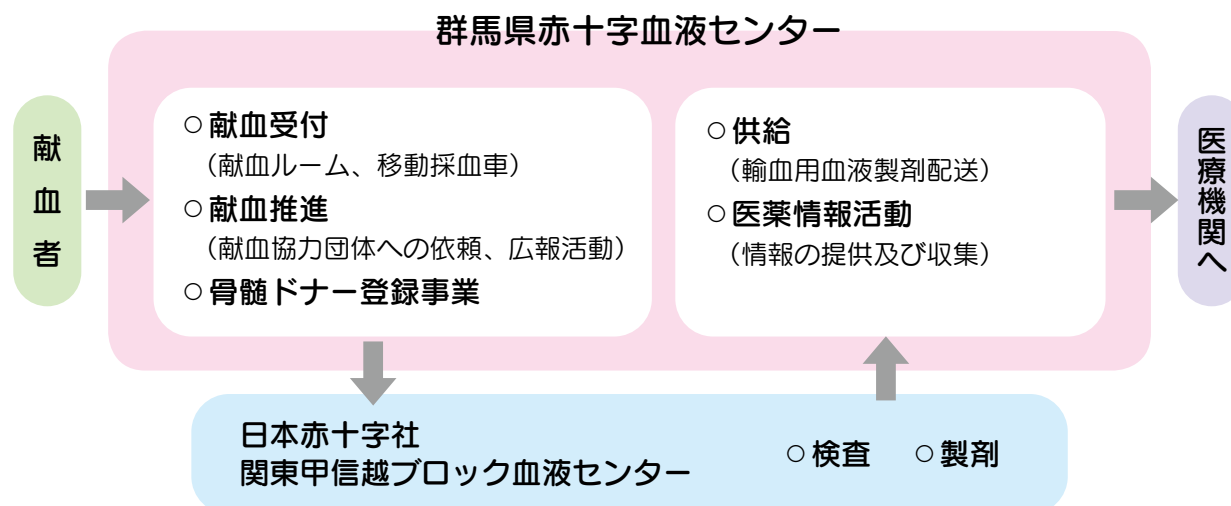 群馬県赤十字血液センター
献血者
○献血受付
（献血ルーム、移動採血車）
○献血推進
（献血協力団体への依頼、広報活動）
○骨髄ドナー登録事業
○供給
（輸血用血液製剤配送）
○医薬情報活動
（情報の提供及び収集）
医療機関へ
日本赤十字社
関東甲信越ブロック血液センター
○検査　○製剤